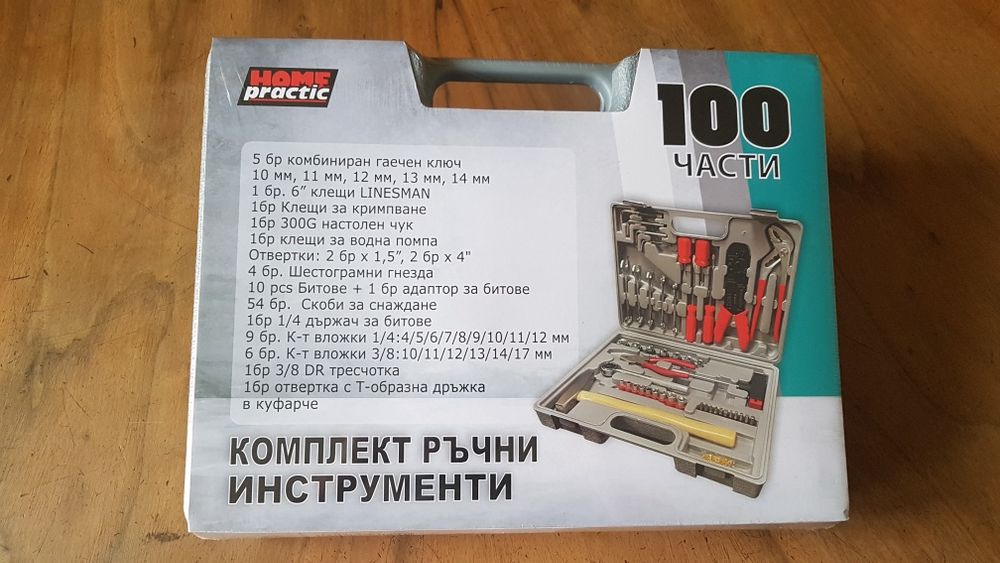 HOME
practic
100
ЧАСТИ
5 бр комбиниран гаечен ключ
10 мм, 11 мм, 12 мм, 13 мм, 14 мм
1 бр. 6” клещи LINESMAN
1бр Клещи за кримпване
1бр 300G настолен чук
1бр клещи за водна помпа
Отвертки: 2 бр x 1,5”, 2 бр x 4"
4 бр. Шестограмни гнезда
10 pcs Битове + 1 бр адаптор за битове
54 бр. Скоби за снаждане
1бр 1/4 държач за битове
9 бр. К-т вложки 1/4:4/5/6/7/8/9/10/11/12 мм
6 бр. К-т вложки 3/8:10/11/12/13/14/17 мм
1бр 3/8 DR тресчотка
1бр отвертка с Т-образна дръжка
в куфарче
КОМПЛЕКТ РЪЧНИ
ИНСТРУМЕНТИ